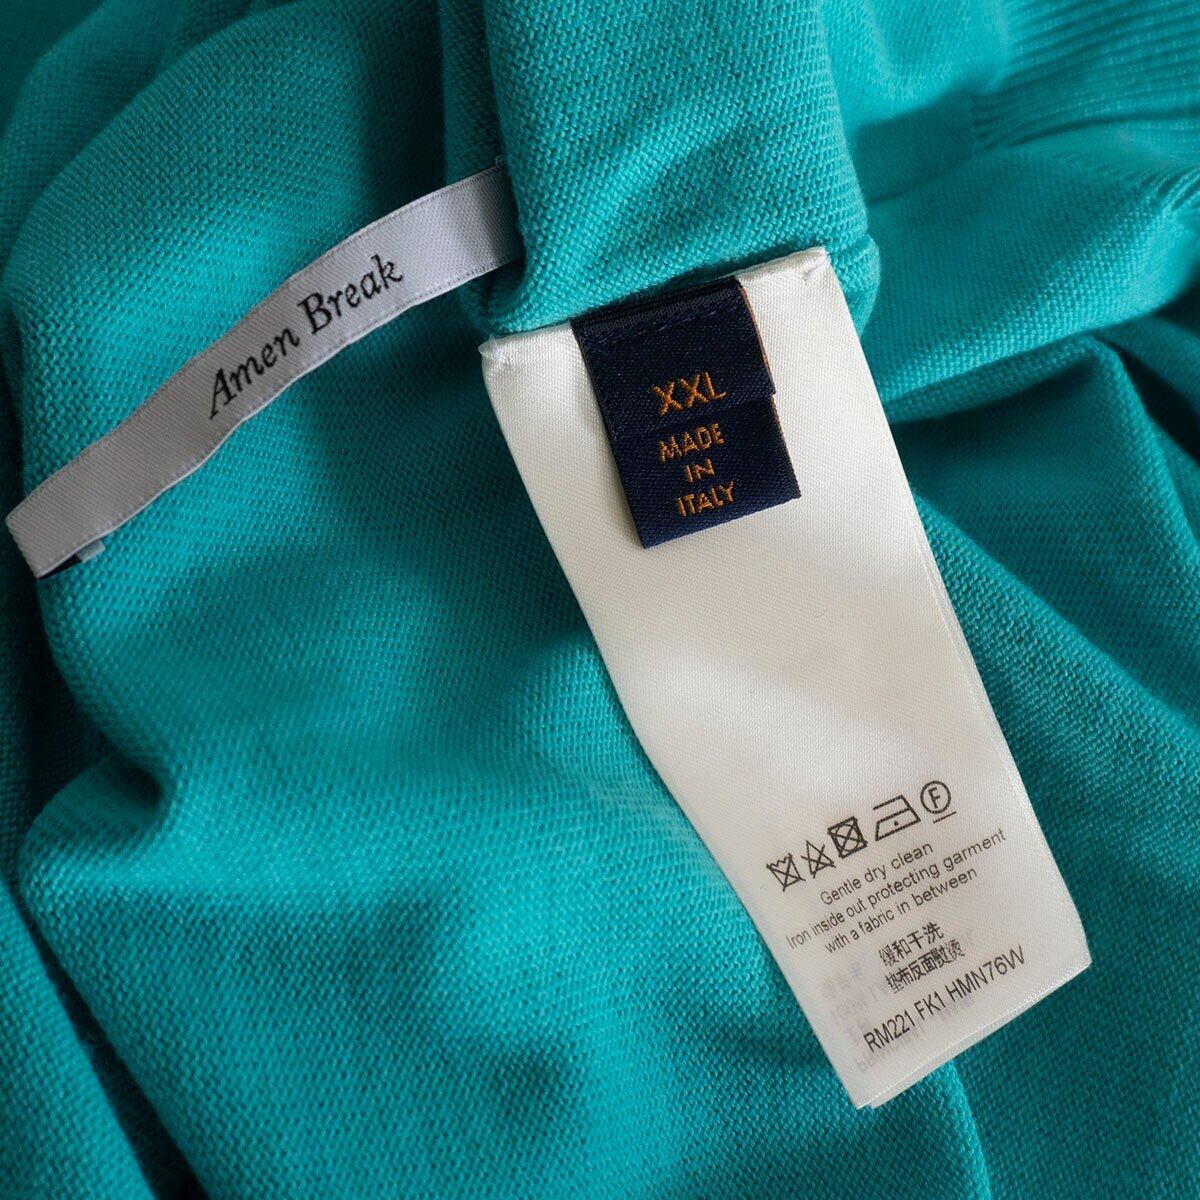 Amen Break
XXL
MADE
IN
ITALY
F
Gentle dry clean
Iron inside out protecting garment
with a fabric in between
缓和干洗
垫布反面熨烫
RM221 FK1 HMN76W